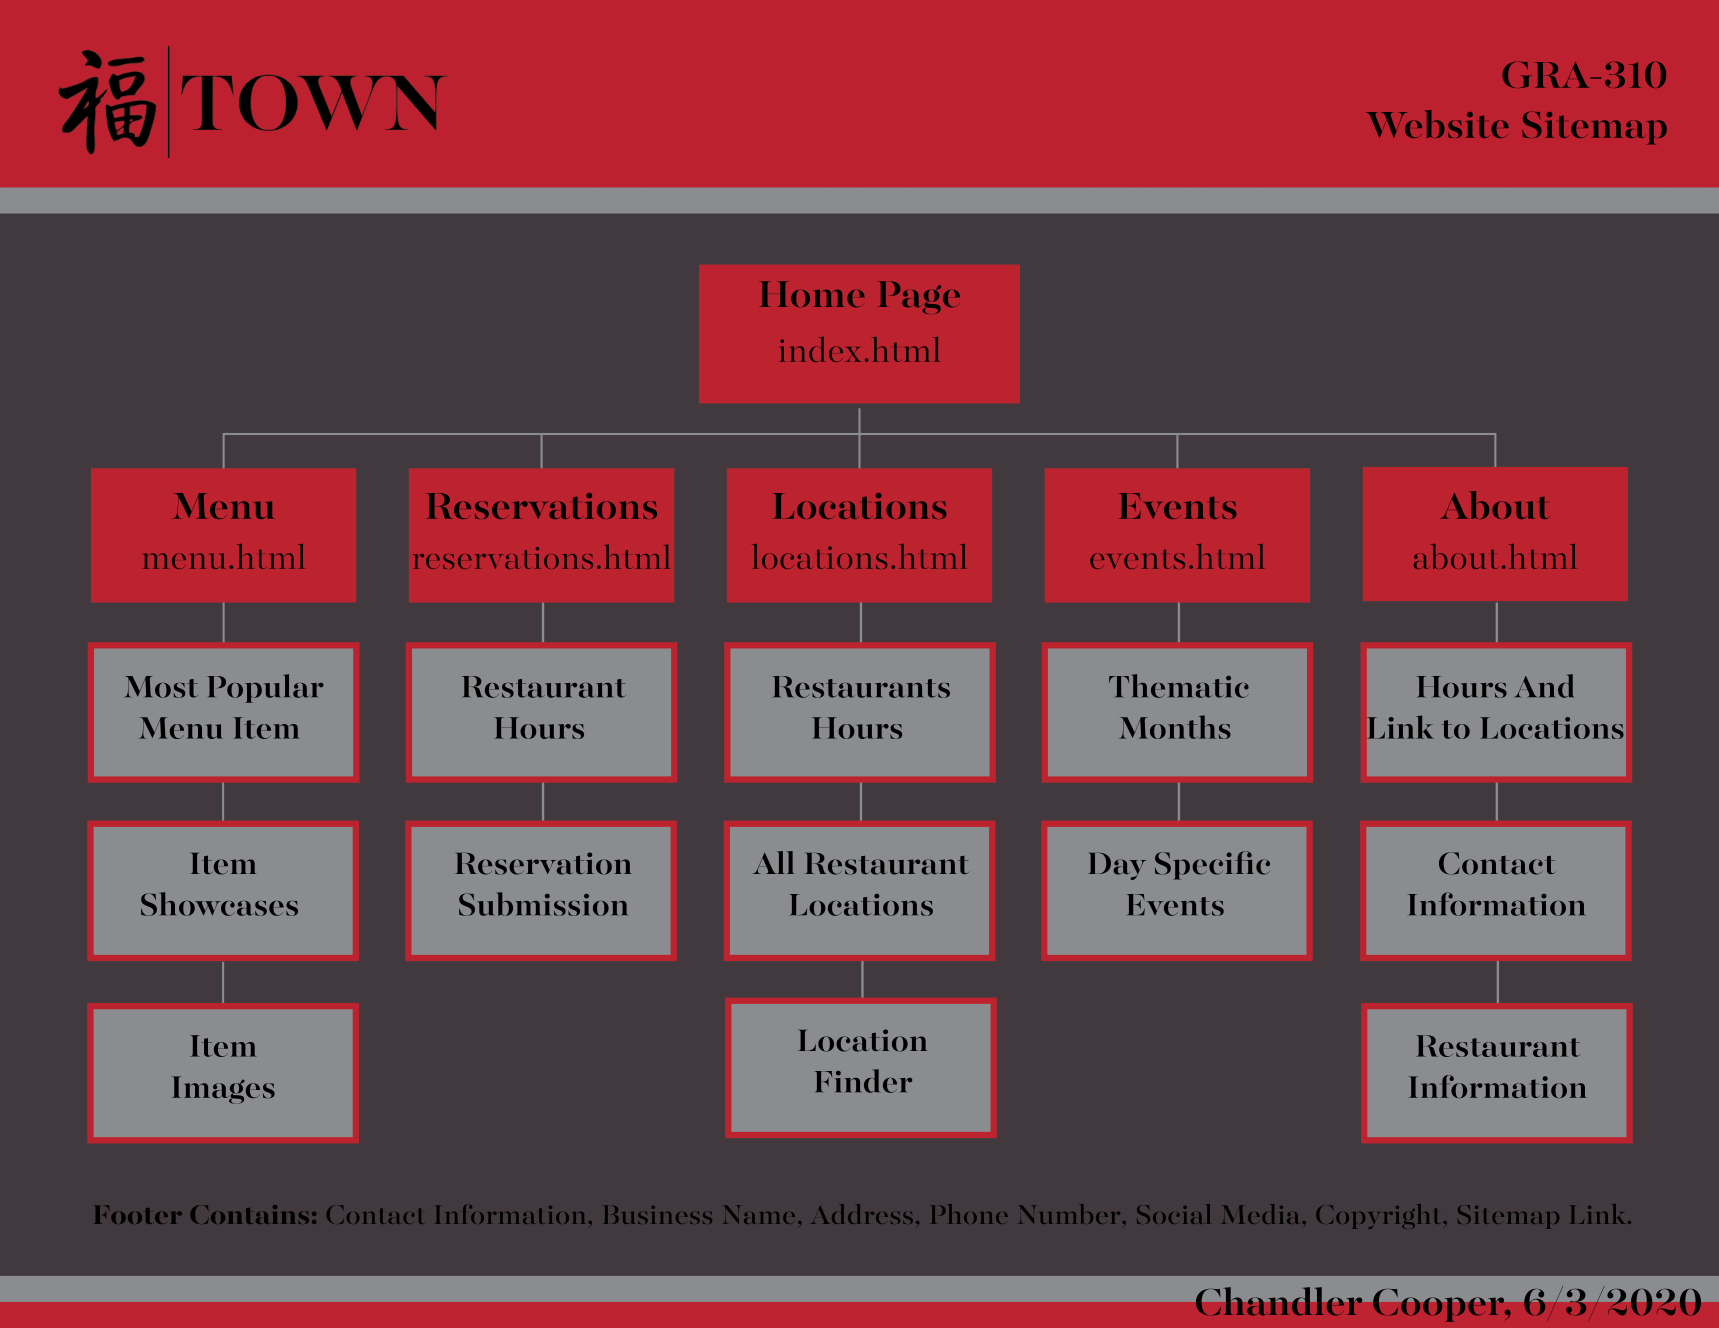 福 TOWN
GRA-310
Website Sitemap
Home Page
index.html
Menu
menu.html
Reservations
reservations.html
Locations
locations.html
Events
events.html
About
about.html
Most Popular
Menu Item
Restaurant
Hours
Restaurants
Hours
Thematic
Months
Hours And
Link to Locations
Item
Showcases
Reservation
Submission
All Restaurant
Locations
Day Specific
Events
Contact
Information
Item
Images
Location
Finder
Restaurant
Information
Footer Contains: Contact Information, Business Name, Address, Phone Number, Social Media, Copyright, Sitemap Link.
Chandler Cooper, 6/3/2020